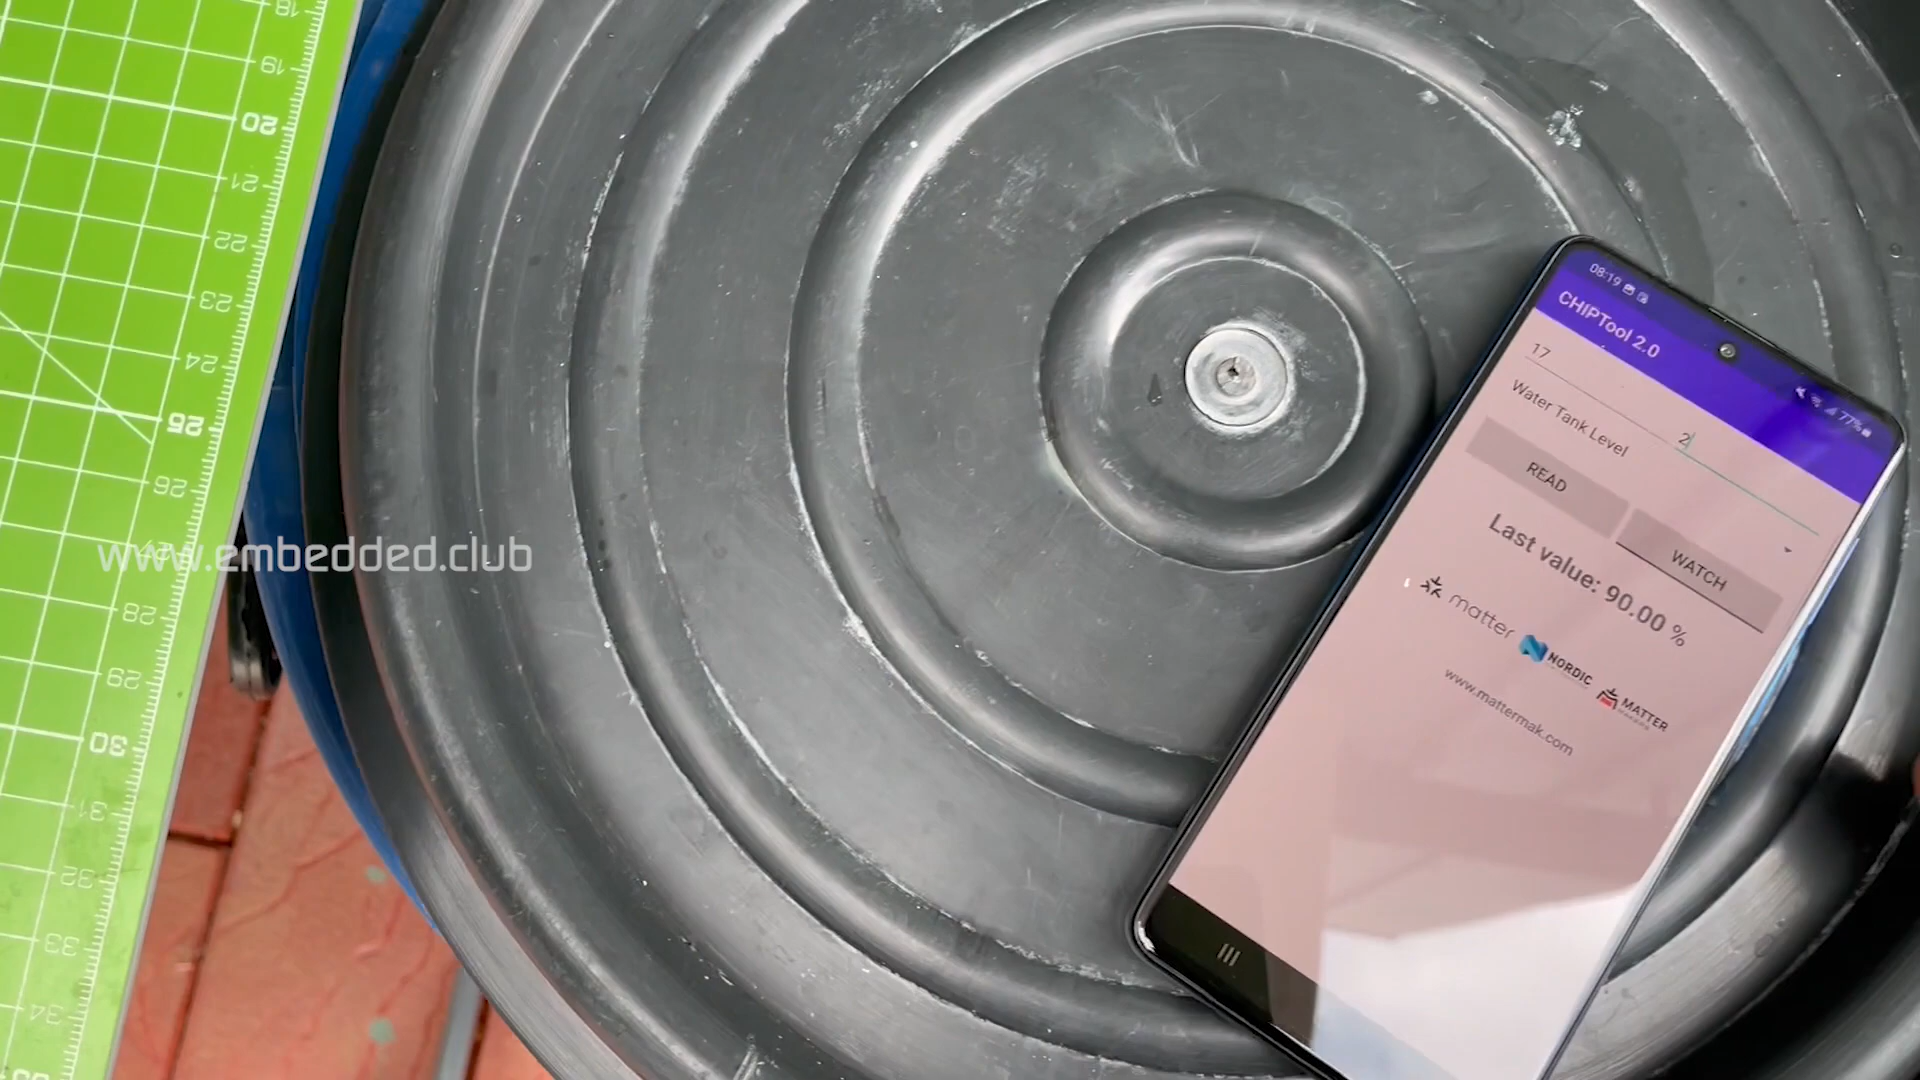 18
19
20
21
22
23
24
25
26
27
28
29
30
31
32
33
34
www.embedded.club
08:19
77%
CHIPTool 2.0
17
2
Water Tank Level
READ
WATCH
Last value: 90.00 %
matter
NORDIC
MATTER
www.mattermak.com